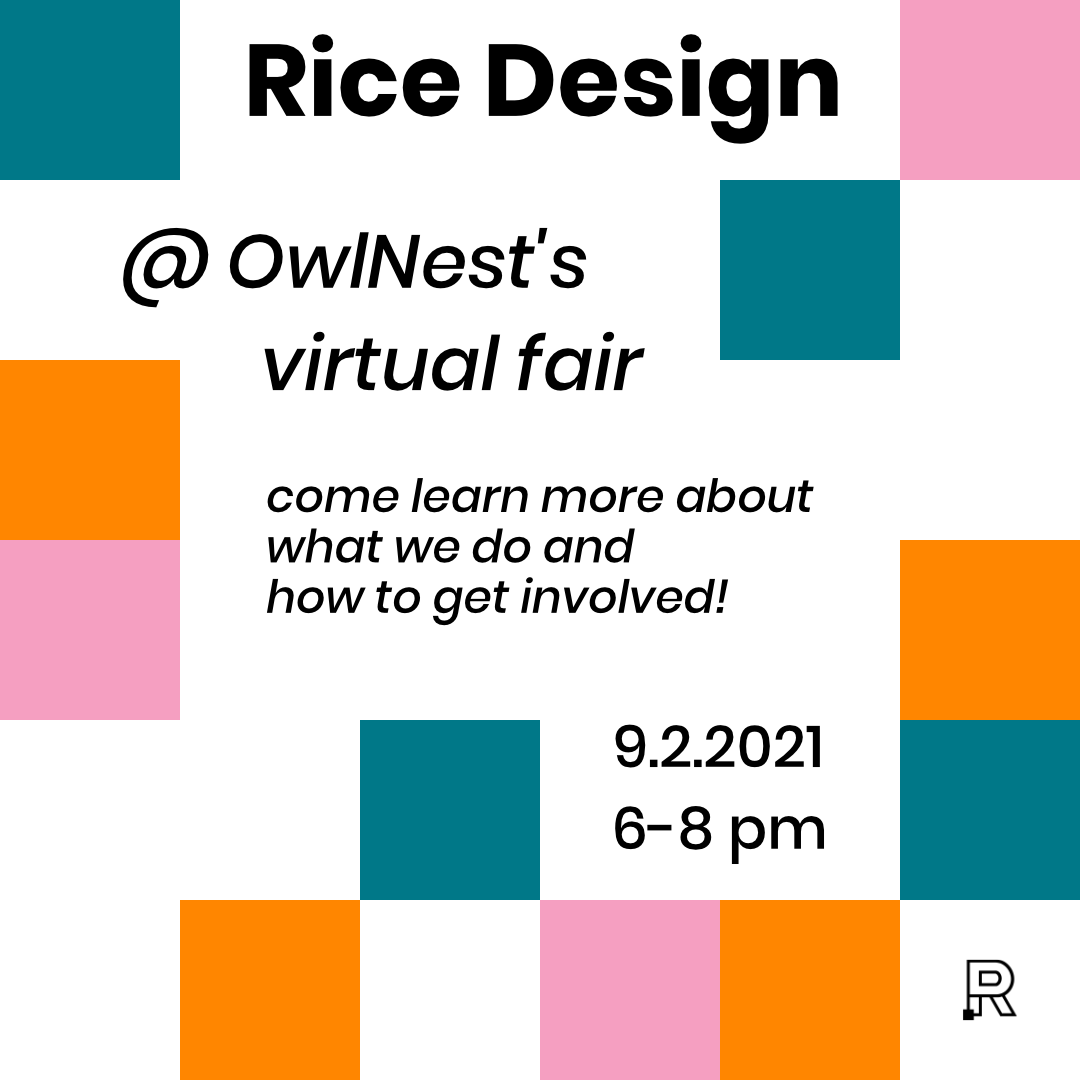 Rice Design
@ OwlNest's
virtual fair
come learn more about
what we do and
how to get involved!
9.2.2021
6-8 pm
R